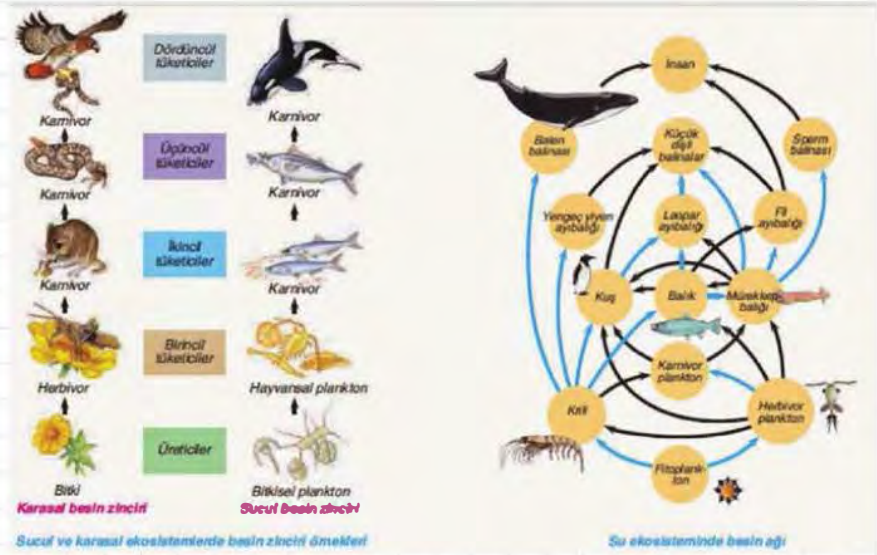 Dördüncül
tüketiciler
Karnivor
Karnivor
Üçüncül
tüketiciler
Karnivor
Karnivor
İkincil
tüketiciler
Karnivor
Karnivor
Birincil
tüketiciler
Herbivor
Hayvansal plankton
Üreticiler
Bitki
Bitkisel plankton
Karasal besin zinciri
Sucul besin zinciri
Sucul ve karasal ekosistemlerde besin zinciri örnekleri
İnsan
Balen
balinası
Küçük
dişli
balinalar
Sperm
balinası
Yengeç yiyen
ayıbalığı
Leopar
ayıbalığı
Fil
ayıbalığı
Kuş
Balık
Mürekkep
balığı
Karnivor
plankton
Krill
Herbivor
plankton
Fitoplank-
ton
Su ekosisteminde besin ağı